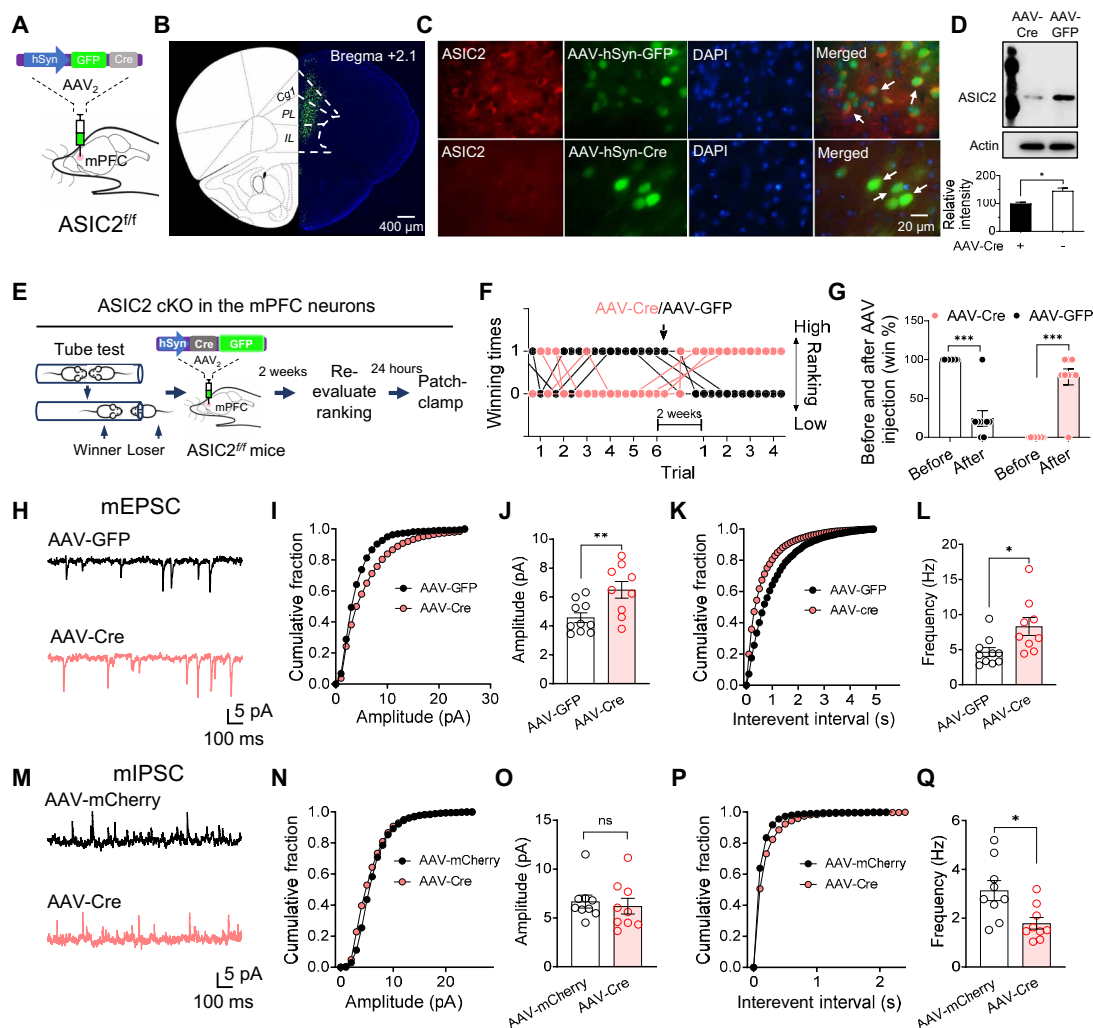 A
hSyn GFP Cre
AAV2
mPFC
ASIC2f/f
B
Bregma +2.1
Cg1
PL
IL
400 µm
C
ASIC2 AAV-hSyn-GFP DAPI Merged
ASIC2 AAV-hSyn-Cre DAPI Merged
20 µm
D
AAV- AAV-
Cre GFP
ASIC2
Actin
Relative
intensity
200
100
0
*
AAV-Cre + -
E
ASIC2 cKO in the mPFC neurons
hSyn Cre GFP
Tube test
AAV2
mPFC
2 weeks
Re-
evaluate
ranking
24 hours
Patch-
clamp
Winner Loser
ASIC2f/f mice
F
AAV-Cre/AAV-GFP
Winning times
1
0
High
Ranking
Low
2 weeks
1 2 3 4 5 6 1 2 3 4
Trial
G
AAV-Cre AAV-GFP
Before and after AAV
injection (win %)
100
50
0
*** ***
Before After Before After
H
mEPSC
AAV-GFP
AAV-Cre
5 pA
100 ms
I
Cumulative fraction
1.0
0.8
0.6
0.4
0.2
0.0
AAV-GFP
AAV-Cre
0 10 20 30
Amplitude (pA)
J
Amplitude (pA)
10
8
6
4
2
0
**
AAV-GFP AAV-Cre
K
Cumulative fraction
1.0
0.8
0.6
0.4
0.2
0.0
AAV-GFP
AAV-cre
0 1 2 3 4 5
Interevent interval (s)
L
Frequency (Hz)
20
15
10
5
0
*
AAV-GFP AAV-Cre
M
mIPSC
AAV-mCherry
AAV-Cre
5 pA
100 ms
N
Cumulative fraction
1.0
0.8
0.6
0.4
0.2
0.0
AAV-mCherry
AAV-Cre
0 10 20 30
Amplitude (pA)
O
Amplitude (pA)
15
10
5
0
ns
AAV-mCherry AAV-Cre
P
Cumulative fraction
1.0
0.8
0.6
0.4
0.2
0.0
AAV-mCherry
AAV-Cre
0 1 2
Interevent interval (s)
Q
Frequency (Hz)
6
4
2
0
*
AAV-mCherry AAV-Cre